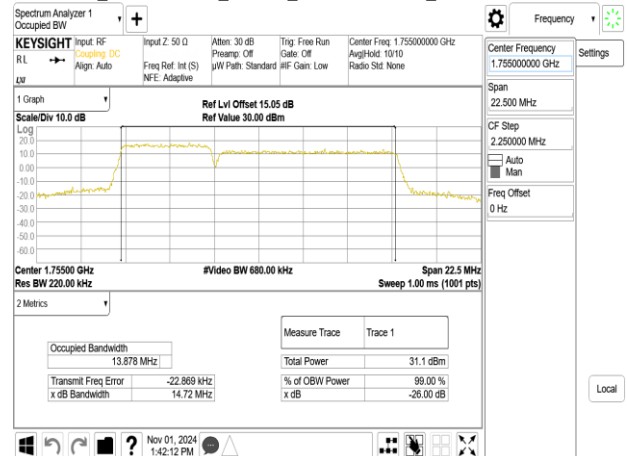 Spectrum Analyzer 1
Occupied BW
Frequency
KEYSIGHT
RL
LXI
Input: RF
Coupling: DC
Align: Auto
Input Z: 50 Ω
Freq Ref: Int (S)
NFE: Adaptive
Atten: 30 dB
Preamp: Off
µW Path: Standard
Trig: Free Run
Gate: Off
#IF Gain: Low
Center Freq: 1.755000000 GHz
Avg|Hold: 10/10
Radio Std: None
Center Frequency
1.755000000 GHz
Settings
Span
22.500 MHz
CF Step
2.250000 MHz
Auto
Man
Freq Offset
0 Hz
1 Graph
Scale/Div 10.0 dB
Ref Lvl Offset 15.05 dB
Ref Value 30.00 dBm
Log
20.0
10.0
0.00
-10.0
-20.0
-30.0
-40.0
-50.0
-60.0
Center 1.75500 GHz
Res BW 220.00 kHz
#Video BW 680.00 kHz
Span 22.5 MHz
Sweep 1.00 ms (1001 pts)
2 Metrics
Measure Trace Trace 1
Occupied Bandwidth
13.878 MHz
Total Power 31.1 dBm
Transmit Freq Error -22.869 kHz
% of OBW Power 99.00 %
x dB Bandwidth 14.72 MHz
x dB -26.00 dB
Local
?
Nov 01, 2024
1:42:12 PM